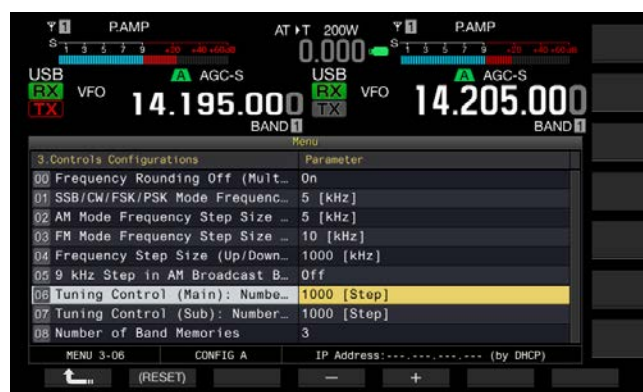 1 P.AMP AT T 200W 1 P.AMP
S 1 3 5 7 9 +20 +40 +60dB 0.000 S 1 3 5 7 9 +20 +40 +60dB
USB A AGC-S USB A AGC-S
RX TX VFO 14.195.000 RX TX VFO 14.205.000
BAND 1 BAND 1
Menu
3.Controls Configurations Parameter
00 Frequency Rounding Off (Mult… On
01 SSB/CW/FSK/PSK Mode Frequenc… 5 [kHz]
02 AM Mode Frequency Step Size … 5 [kHz]
03 FM Mode Frequency Step Size … 10 [kHz]
04 Frequency Step Size (Up/Down… 1000 [kHz]
05 9 kHz Step in AM Broadcast B… Off
06 Tuning Control (Main): Numbe… 1000 [Step]
07 Tuning Control (Sub): Number… 1000 [Step]
08 Number of Band Memories 3
MENU 3-06 CONFIG A IP Address:---.---.---.--- (by DHCP)
(RESET) − +